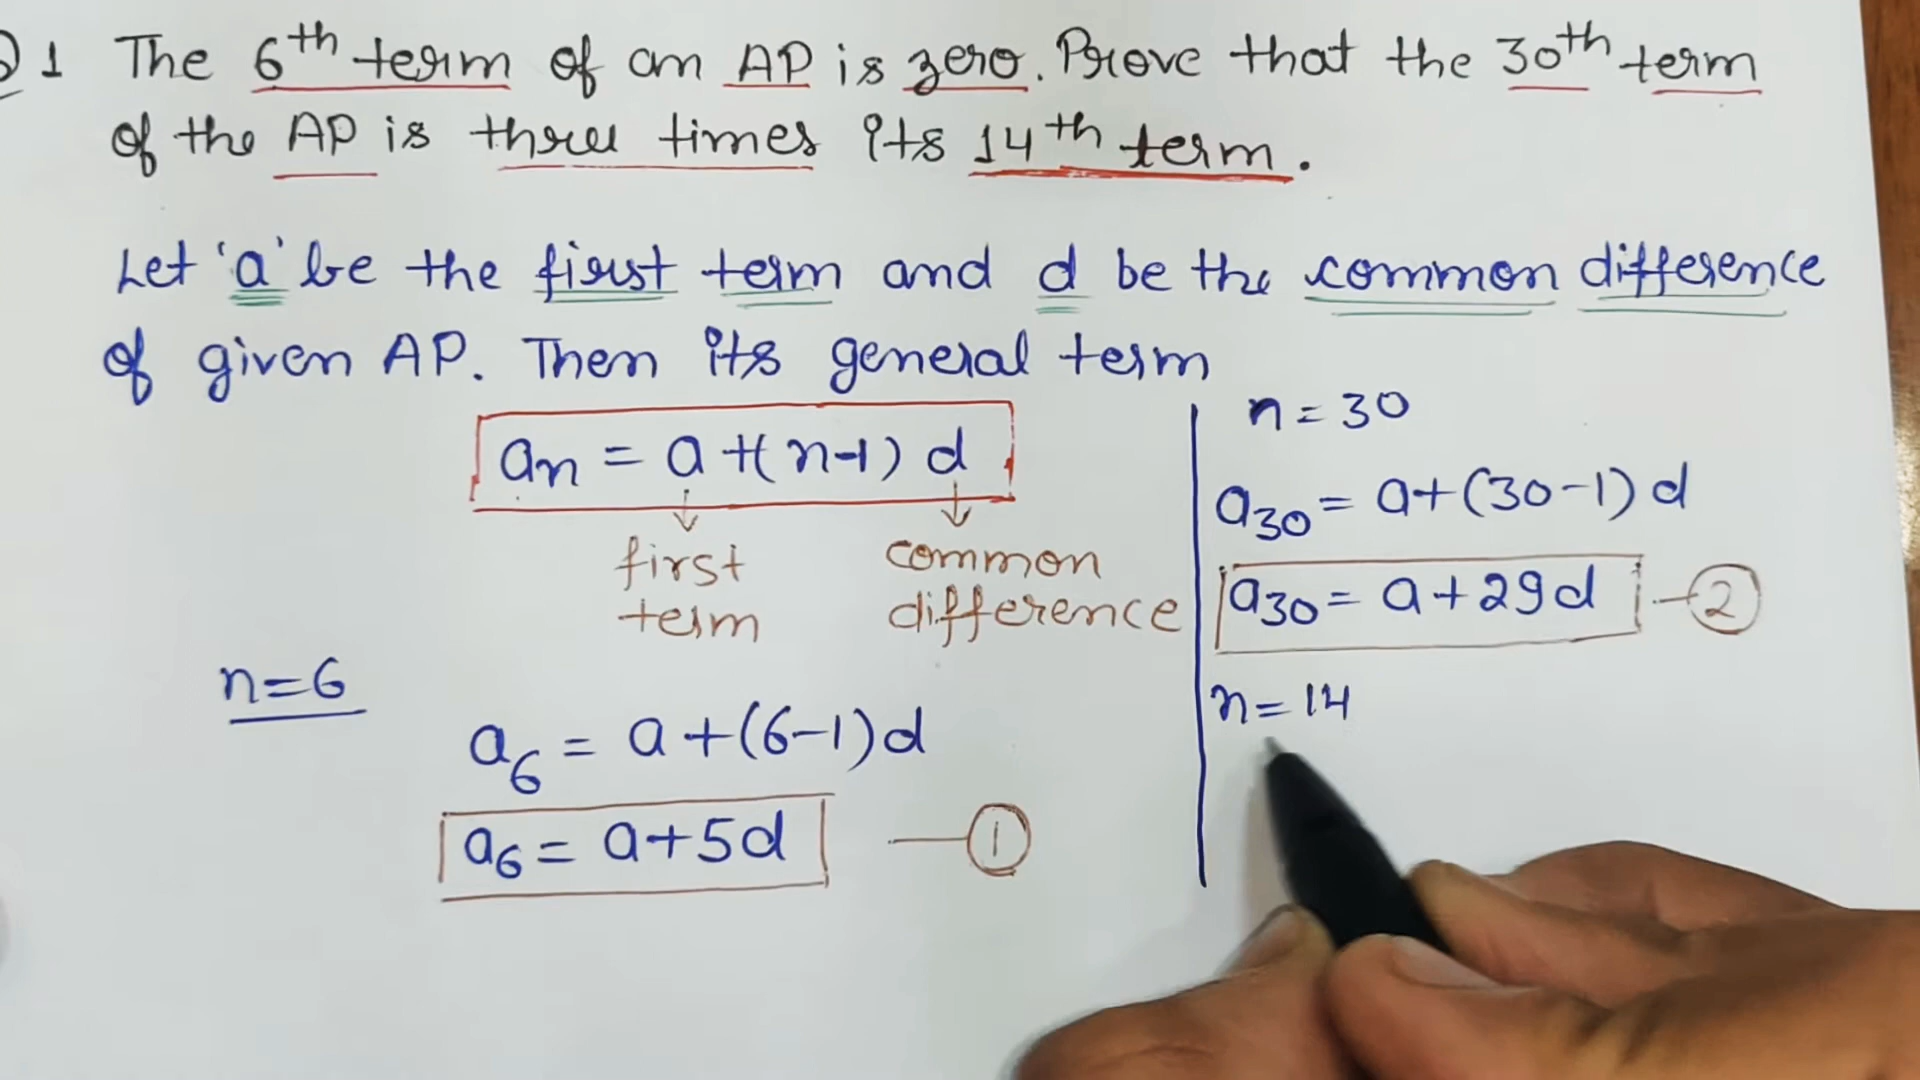 Q 1 The 6th term of an AP is zero. Prove that the 30th term
of the AP is three times its 14th term.
Let 'a' be the first term and d be the common difference
of given AP. Then its general term
an = a+(n-1) d
first
term
common
difference
n=6
a6 = a+(6-1)d
a6 = a+5d —①
n = 30
a30 = a+(30-1) d
a30 = a+29d —②
n = 14